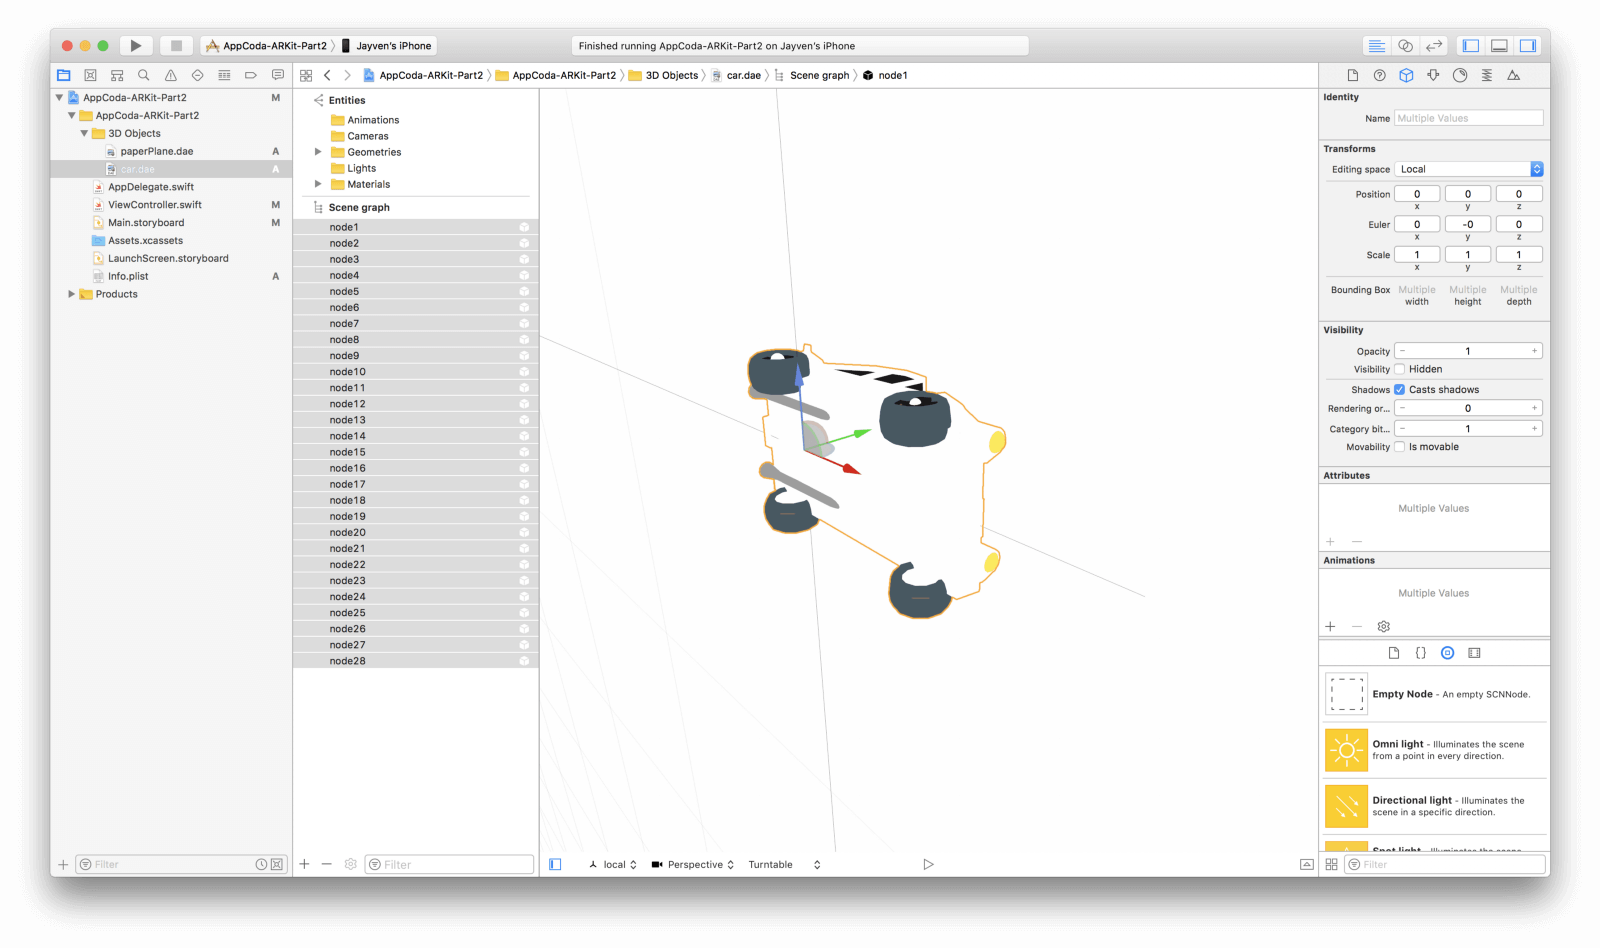 AppCoda-ARKit-Part2 〉 Jayven's iPhone
Finished running AppCoda-ARKit-Part2 on Jayven's iPhone
AppCoda-ARKit-Part2 〉 AppCoda-ARKit-Part2 〉 3D Objects 〉 car.dae 〉 Scene graph 〉 node1
AppCoda-ARKit-Part2 M
AppCoda-ARKit-Part2
3D Objects
paperPlane.dae A
car.dae A
AppDelegate.swift
ViewController.swift M
Main.storyboard M
Assets.xcassets
LaunchScreen.storyboard
Info.plist A
Products
Filter
Entities
Animations
Cameras
Geometries
Lights
Materials
Scene graph
node1
node2
node3
node4
node5
node6
node7
node8
node9
node10
node11
node12
node13
node14
node15
node16
node17
node18
node19
node20
node21
node22
node23
node24
node25
node26
node27
node28
Filter
local Perspective Turntable
Identity
Name Multiple Values
Transforms
Editing space Local
Position 0 0 0
x y z
Euler 0 -0 0
x y z
Scale 1 1 1
x y z
Bounding Box Multiple Multiple Multiple
width height depth
Visibility
Opacity − 1 +
Visibility Hidden
Shadows Casts shadows
Rendering or... − 0 +
Category bit... − 1 +
Movability Is movable
Attributes
Multiple Values
+ −
Animations
Multiple Values
+ −
{}
Empty Node - An empty SCNNode.
Omni light - Illuminates the scene
from a point in every direction.
Directional light - Illuminates the
scene in a specific direction.
Spot light - Illuminates the scene
Filter